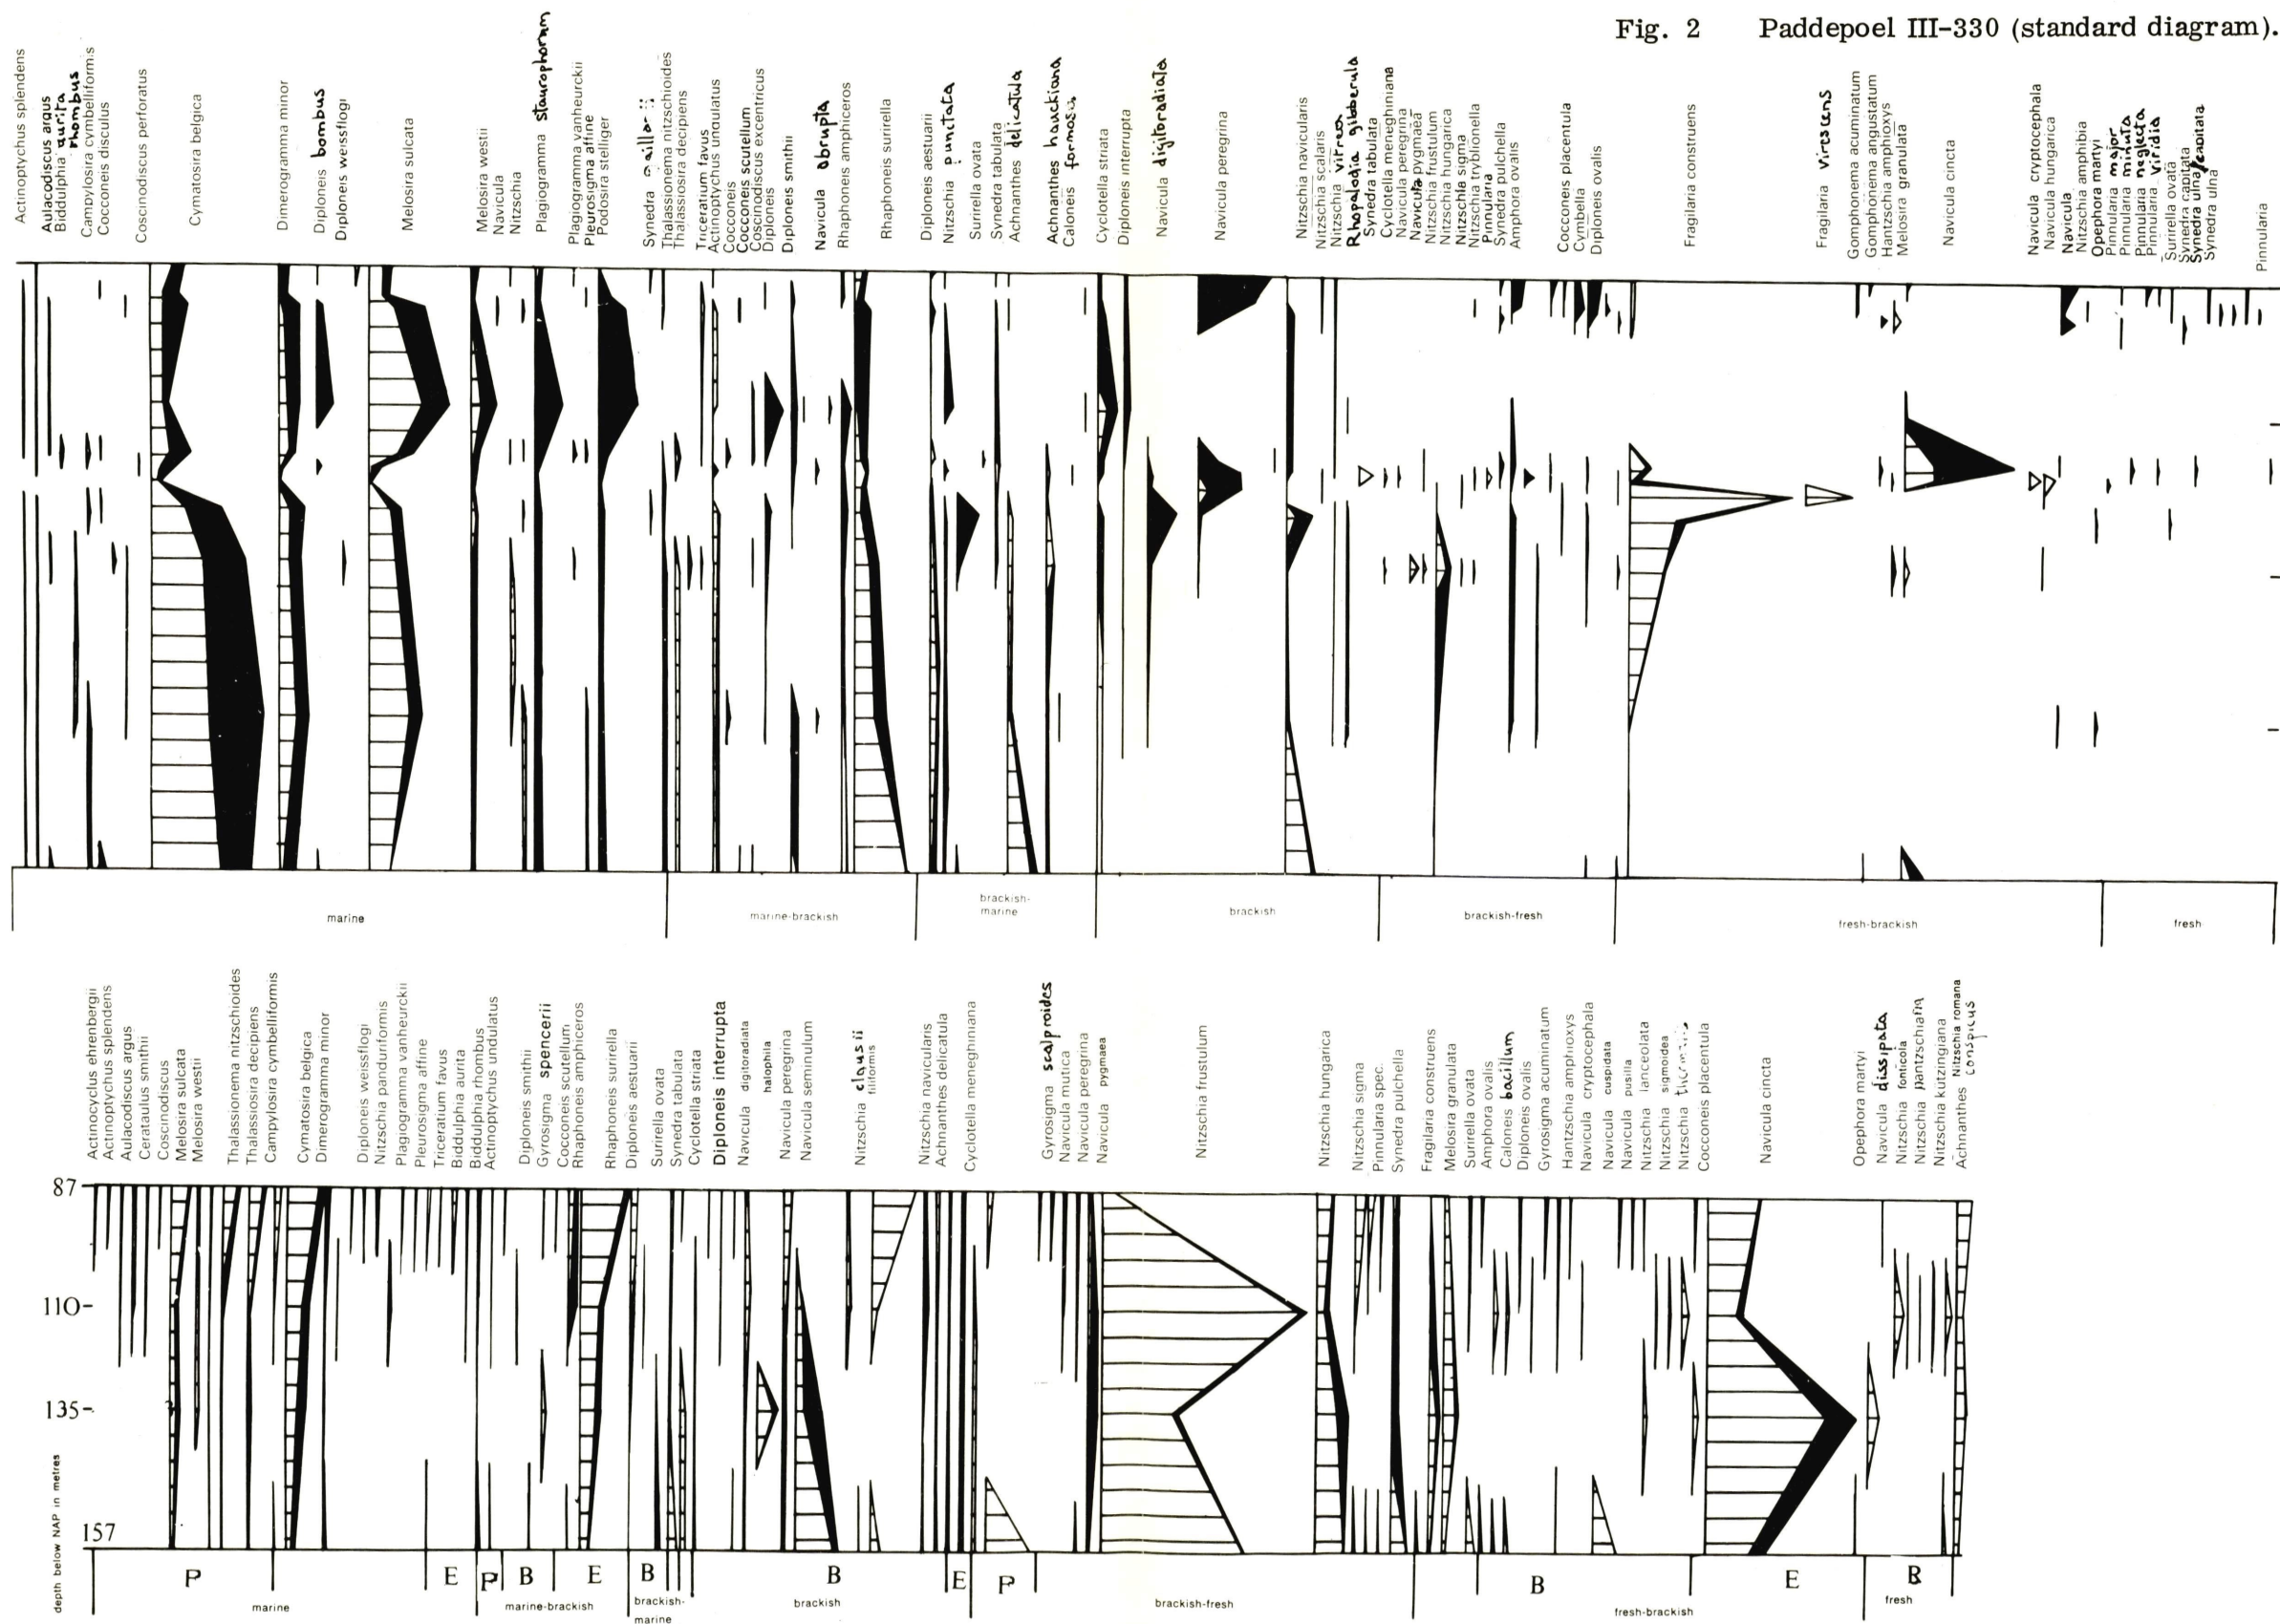 Fig. 2 Paddepoel III-330 (standard diagram).
Actinoptychus splendens
Aulacodiscus argus
Biddulphia aurita
rhombus
Campylosira cymbelliformis
Cocconeis disculus
Coscinodiscus perforatus
Cymatosira belgica
Dimerogramma minor
Diploneis bombus
Diploneis weissflogi
Melosira sulcata
Melosira westii
Navicula
Nitzschia
Plagiogramma staurophorum
Plagiogramma vanheurckii
Pleurosigma affine
Podosira stelliger
Synedra
Thalassionema nitzschioides
Thalassiosira decipiens
Triceratium favus
Actinoptychus undulatus
Cocconeis
Cocconeis scutellum
Coscinodiscus excentricus
Diploneis
Diploneis smithii
Navicula abrupta
Rhaphoneis amphiceros
Rhaphoneis surirella
Diploneis aestuarii
Nitzschia punctata
Surirella ovata
Synedra tabulata
Achnanthes delicatula
Achnanthes hauckiana
Caloneis formosa
Cyclotella striata
Diploneis interrupta
Navicula digitoradiata
Navicula peregrina
Nitzschia navicularis
Nitzschia scalaris
Nitzschia vitrea
Rhopalodia gibberula
Synedra tabulata
Cyclotella meneghiniana
Navicula peregrina
Navicula pygmaea
Nitzschia frustulum
Nitzschia hungarica
Nitzschia sigma
Nitzschia tryblionella
Pinnularia
Synedra pulchella
Amphora ovalis
Cocconeis placentula
Cymbella
Diploneis ovalis
Fragilaria construens
Fragilaria virescens
Gomphonema acuminatum
Gomphonema angustatum
Hantzschia amphioxys
Melosira granulata
Navicula cincta
Navicula cryptocephala
Navicula hungarica
Navicula
Nitzschia amphibia
Opephora martyi
Pinnularia major
Pinnularia minuta
Pinnularia neglecta
Pinnularia viridis
Surirella ovata
Synedra capitata
Synedra ulna
Synedra ulna
Pinnularia
marine
marine-brackish
brackish-
marine
brackish
brackish-fresh
fresh-brackish
fresh
Actinocyclus ehrenbergii
Actinoptychus splendens
Aulacodiscus argus
Cerataulus smithii
Coscinodiscus
Melosira sulcata
Melosira westii
Thalassionema nitzschioides
Thalassiosira decipiens
Campylosira cymbelliformis
Cymatosira belgica
Dimerogramma minor
Diploneis weissflogi
Nitzschia panduriformis
Plagiogramma vanheurckii
Pleurosigma affine
Triceratium favus
Biddulphia aurita
Biddulphia rhombus
Actinoptychus undulatus
Diploneis smithii
Gyrosigma spencerii
Cocconeis scutellum
Rhaphoneis amphiceros
Rhaphoneis surirella
Diploneis aestuarii
Surirella ovata
Synedra tabulata
Cyclotella striata
Diploneis interrupta
Navicula digitoradiata
halophila
Navicula peregrina
Navicula seminulum
Nitzschia clausii
filiformis
Nitzschia navicularis
Achnanthes delicatula
Cyclotella meneghiniana
Gyrosigma scalproides
Navicula mutica
Navicula peregrina
Navicula pygmaea
Nitzschia frustulum
Nitzschia hungarica
Nitzschia sigma
Pinnularia spec.
Synedra pulchella
Fragilaria construens
Melosira granulata
Surirella ovata
Amphora ovalis
Caloneis bacillum
Diploneis ovalis
Gyrosigma acuminatum
Hantzschia amphioxys
Navicula cryptocephala
Navicula cuspidata
Navicula pusilla
Nitzschia lanceolata
Nitzschia sigmoidea
Nitzschia
Cocconeis placentula
Navicula cincta
Opephora martyi
Navicula dissipata
Nitzschia fonticola
Nitzschia hantzschiana
Nitzschia kutzingiana
Nitzschia romana
Achnanthes conspicus
87
110
135
157
depth below NAP in metres
P E P B E B B E P B E B
marine
marine-brackish
brackish-
marine
brackish
brackish-fresh
fresh-brackish
fresh